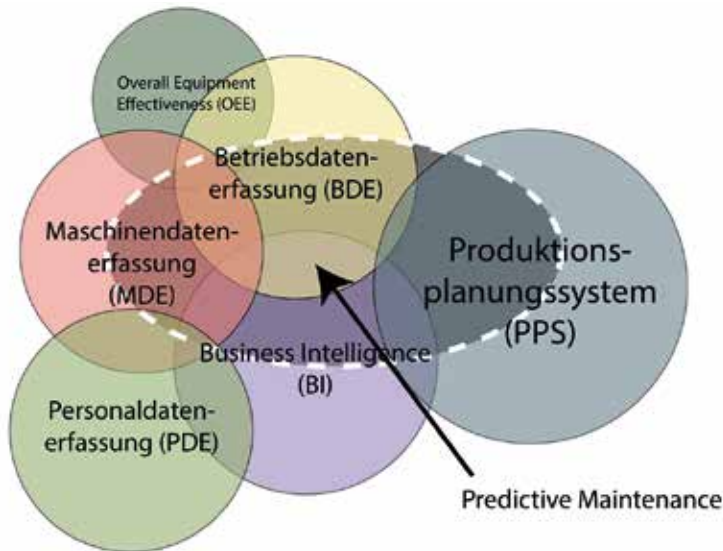 Overall Equipment
Effectiveness (OEE)
Betriebsdaten-
erfassung (BDE)
Maschinendaten-
erfassung
(MDE)
Produktions-
planungssystem
(PPS)
Business Intelligence
(BI)
Personaldaten-
erfassung (PDE)
Predictive Maintenance